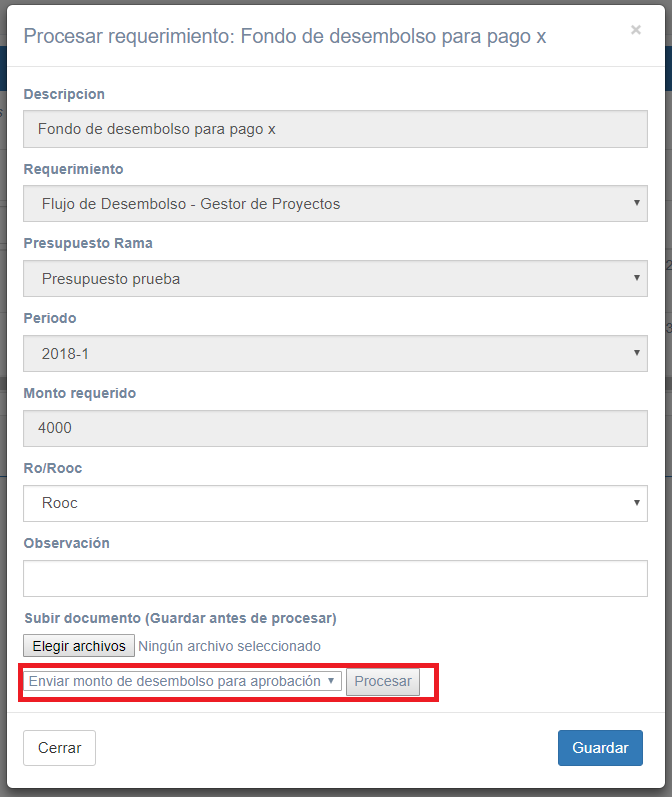 Procesar requerimiento: Fondo de desembolso para pago x ×
Descripcion
Fondo de desembolso para pago x
Requerimiento
Flujo de Desembolso - Gestor de Proyectos
Presupuesto Rama
Presupuesto prueba
Periodo
2018-1
Monto requerido
4000
Ro/Rooc
Rooc
Observación
Subir documento (Guardar antes de procesar)
Elegir archivos Ningún archivo seleccionado
Enviar monto de desembolso para aprobación Procesar
Cerrar Guardar